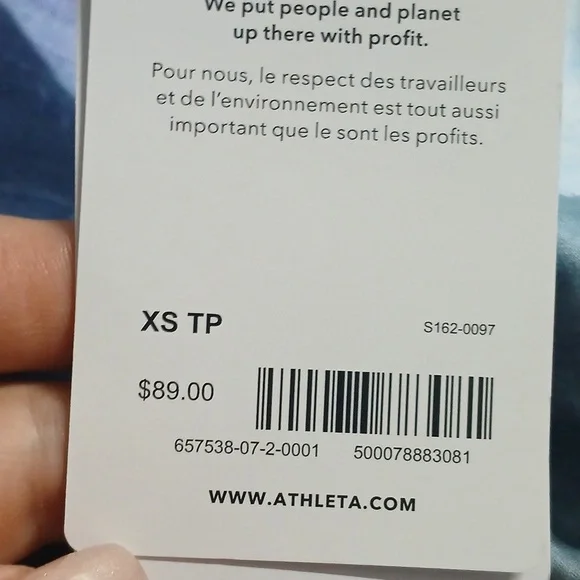 We put people and planet
up there with profit.
Pour nous, le respect des travailleurs
et de l'environnement est tout aussi
important que le sont les profits.
XS TP
S162-0097
$89.00
657538-07-2-0001 500078883081
WWW.ATHLETA.COM